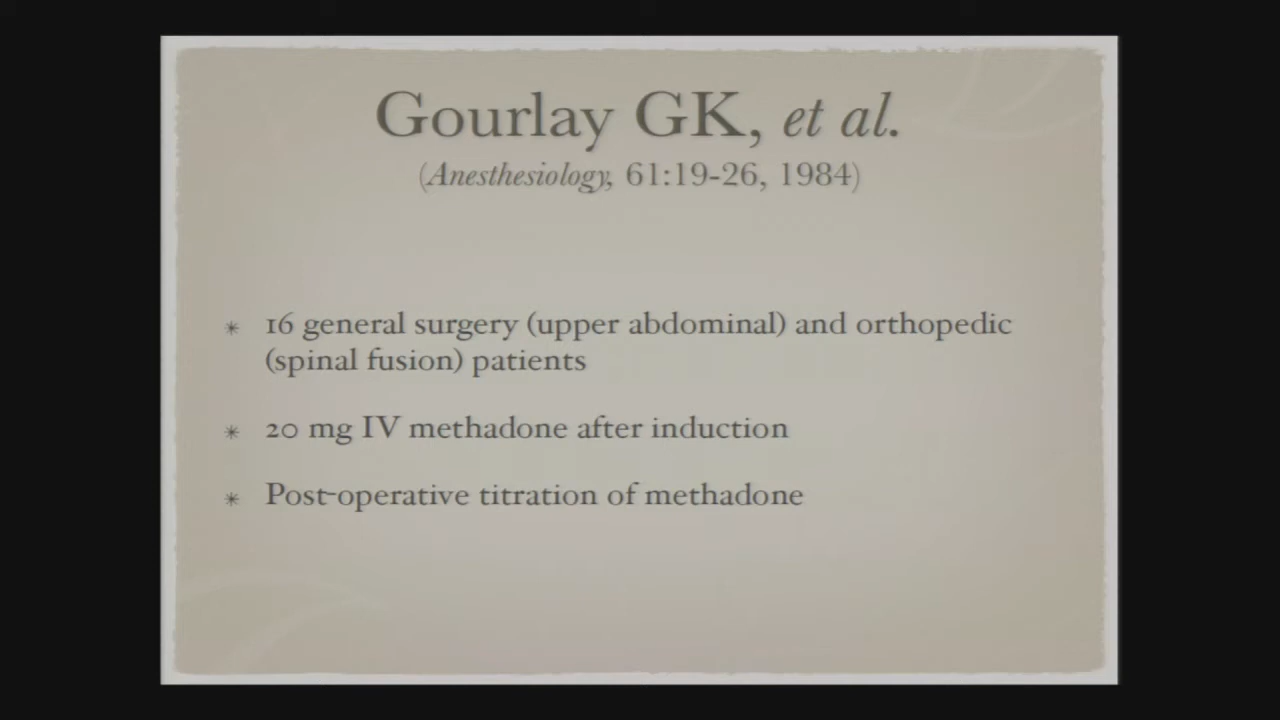 Gourlay GK, et al.
(Anesthesiology, 61:19-26, 1984)
* 16 general surgery (upper abdominal) and orthopedic
(spinal fusion) patients
* 20 mg IV methadone after induction
* Post-operative titration of methadone